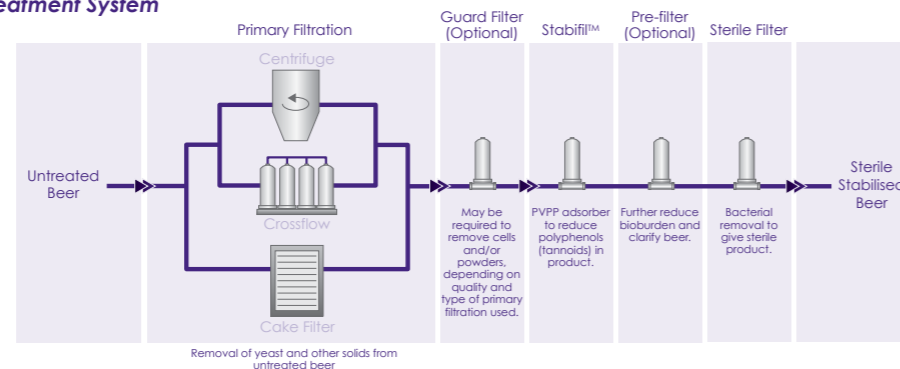 eatment System
Primary Filtration
Guard Filter
(Optional)
Stabifil™
Pre-filter
(Optional)
Sterile Filter
Centrifuge
Crossflow
Cake Filter
Untreated
Beer
Removal of yeast and other solids from
untreated beer
May be
required to
remove cells
and/or
powders,
depending on
quality and
type of primary
filtration used.
PVPP adsorber
to reduce
polyphenols
(tannoids) in
product.
Further reduce
bioburden and
clarify beer.
Bacterial
removal to
give sterile
product.
Sterile
Stabilised
Beer